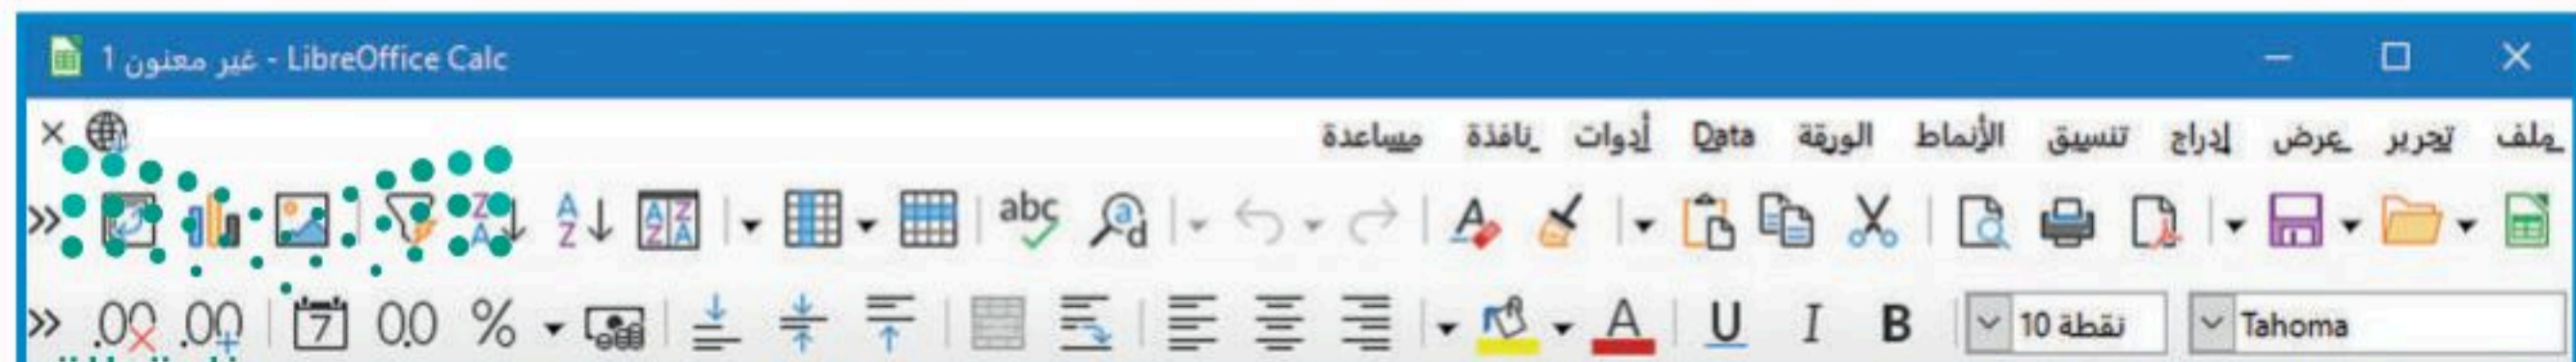 غير معنون 1 - LibreOffice Calc
ملف تحرير عرض إدراج تنسيق الأنماط الورقة Data أدوات نافذة مساعدة
Tahoma 10 نقطة B I U A % 0.0 7 .00 .00